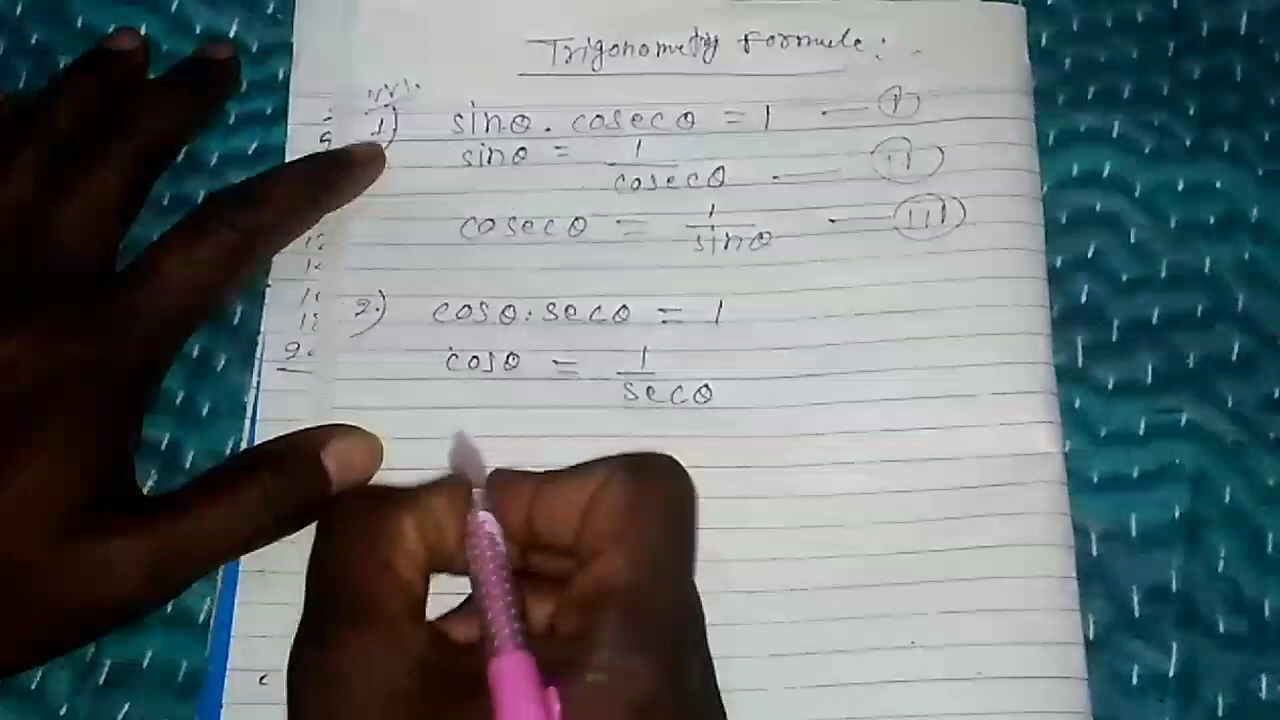 Trigonometry Formule :
1) sinθ . cosecθ = 1 — (I)
sinθ = 1 / cosecθ — (II)
cosecθ = 1 / sinθ — (III)
2.) cosθ . secθ = 1
cosθ = 1 / secθ